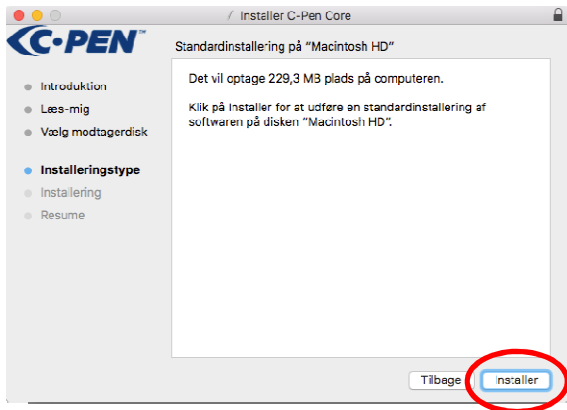 Installer C-Pen Core
C·PEN™
Standardinstallering på “Macintosh HD”
Introduktion
Læs-mig
Vælg modtagerdisk
Installeringstype
Installering
Resume
Det vil optage 229,3 MB plads på computeren.
Klik på Installer for at udføre en standardinstallering af
softwaren på disken “Macintosh HD”.
Tilbage
Installer